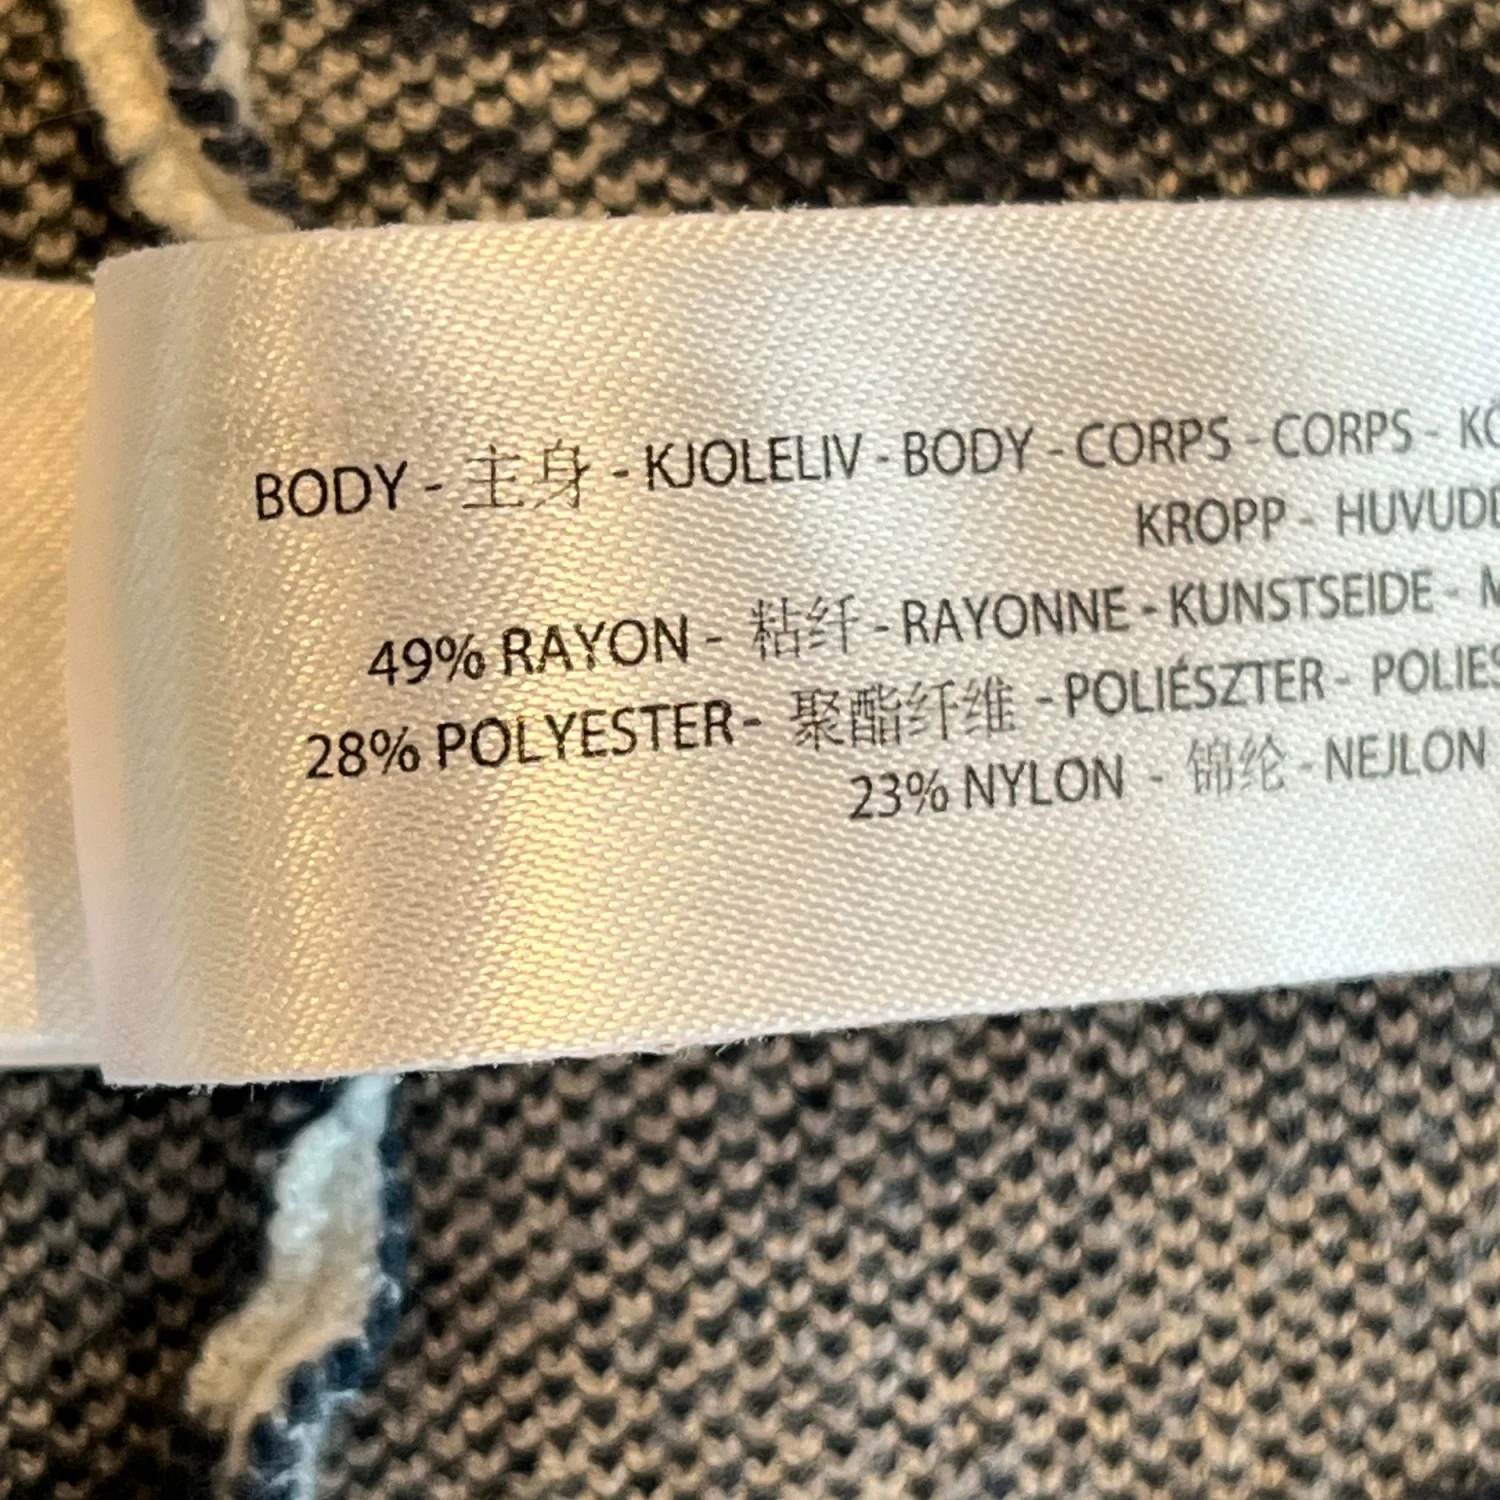 BODY - 主身 - KJOLELIV - BODY - CORPS - CORPS -
KROPP -
49% RAYON - 粘纤 - RAYONNE - KUNSTSEIDE -
28% POLYESTER - 聚酯纤维 - POLIÉSZTER -
23% NYLON - 锦纶 - NEJLON